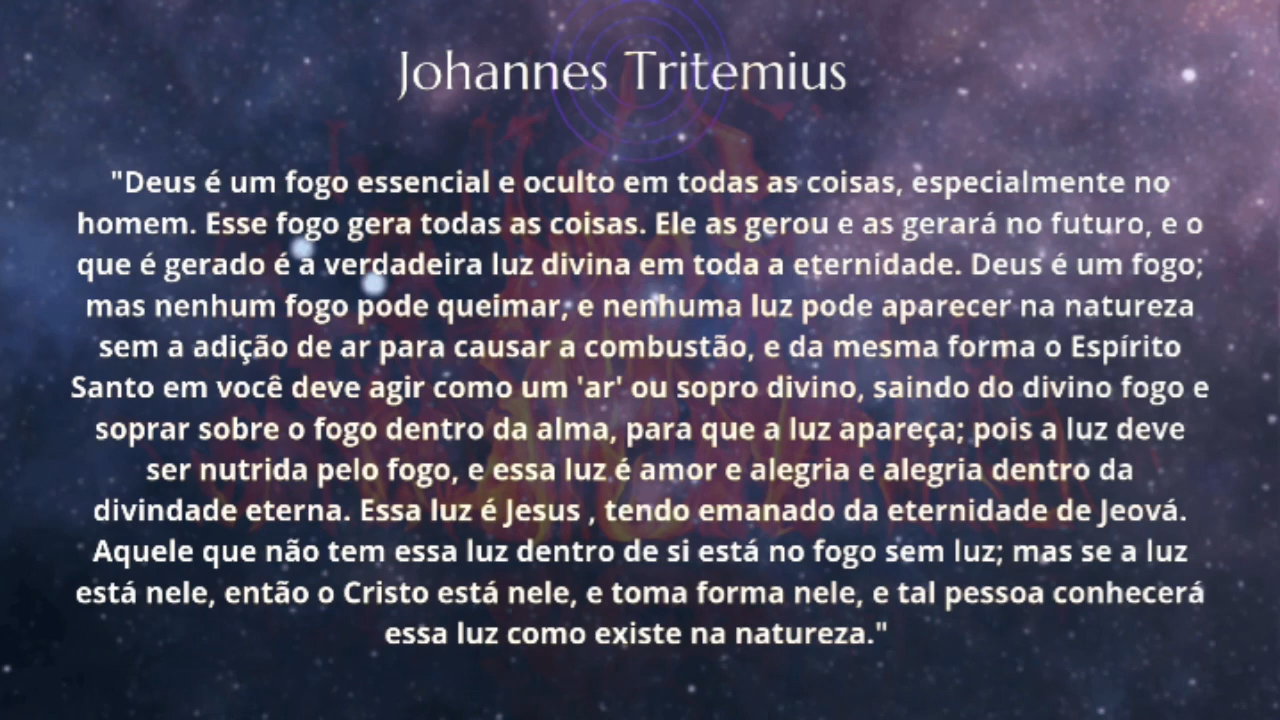 Johannes Tritemius
"Deus é um fogo essencial e oculto em todas as coisas, especialmente no
homem. Esse fogo gera todas as coisas. Ele as gerou e as gerará no futuro, e o
que é gerado é a verdadeira luz divina em toda a eternidade. Deus é um fogo;
mas nenhum fogo pode queimar, e nenhuma luz pode aparecer na natureza
sem a adição de ar para causar a combustão, e da mesma forma o Espírito
Santo em você deve agir como um 'ar' ou sopro divino, saindo do divino fogo e
soprar sobre o fogo dentro da alma, para que a luz apareça; pois a luz deve
ser nutrida pelo fogo, e essa luz é amor e alegria e alegria dentro da
divindade eterna. Essa luz é Jesus , tendo emanado da eternidade de Jeová.
Aquele que não tem essa luz dentro de si está no fogo sem luz; mas se a luz
está nele, então o Cristo está nele, e toma forma nele, e tal pessoa conhecerá
essa luz como existe na natureza."